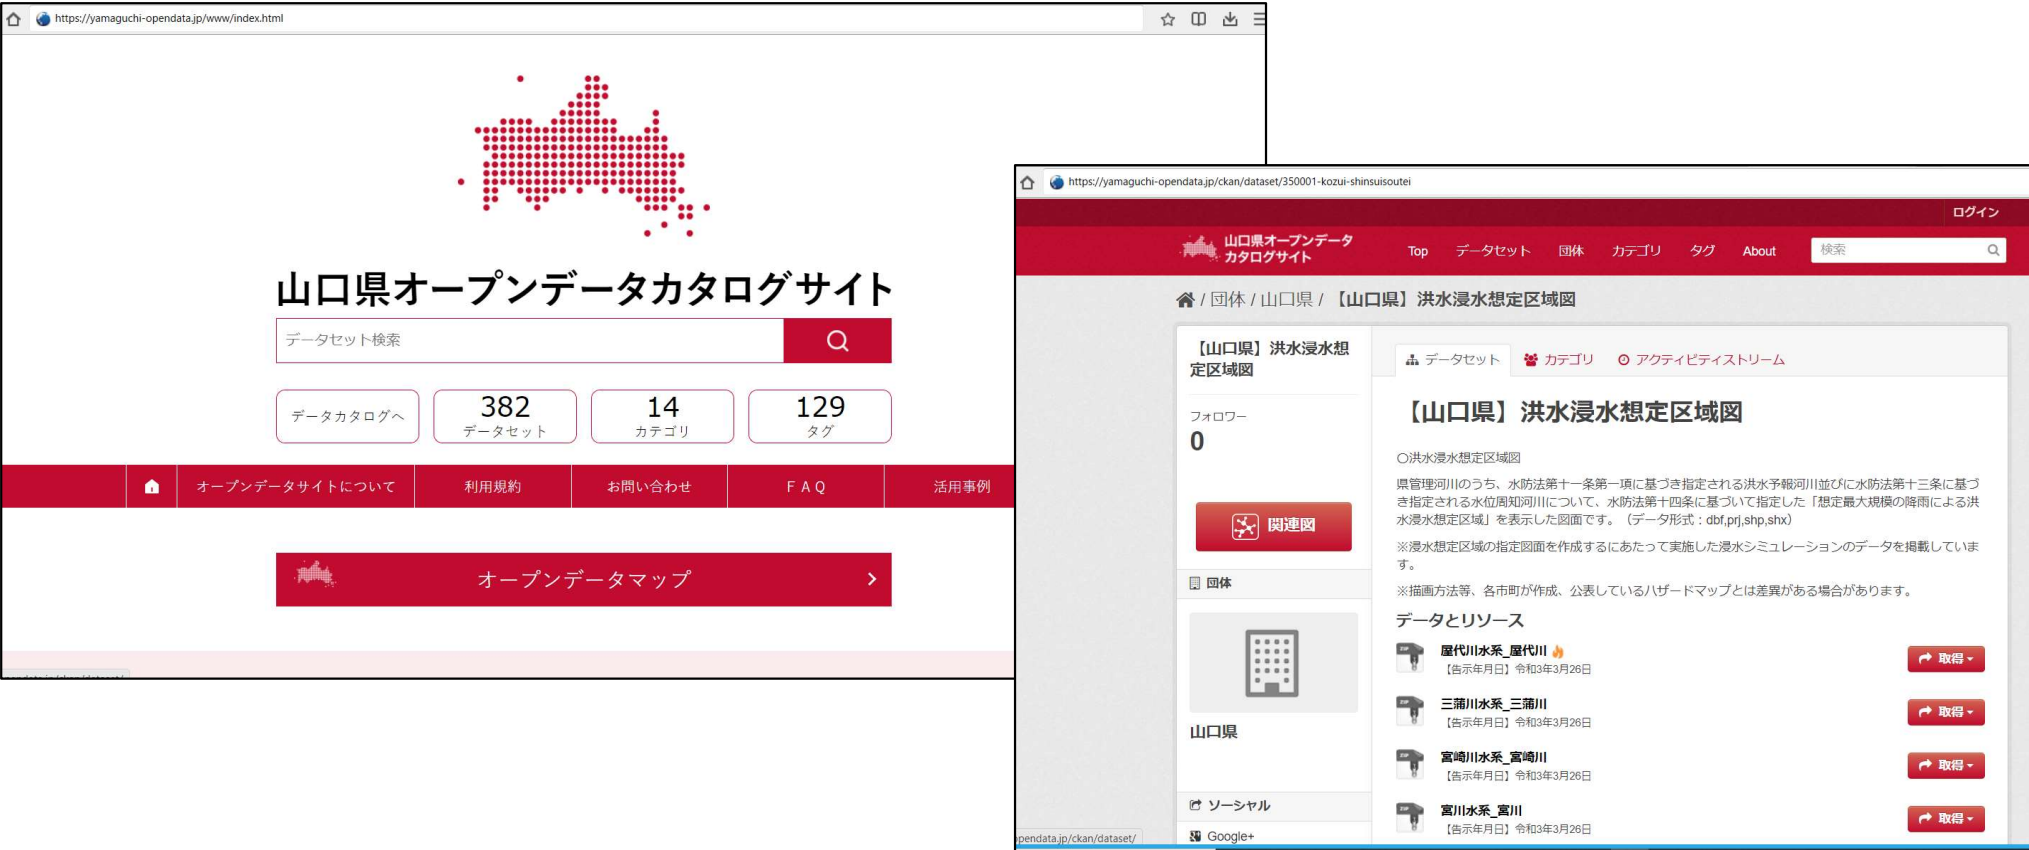 https://yamaguchi-opendata.jp/www/index.html
山口県オープンデータカタログサイト
データセット検索
データカタログへ
382
データセット
14
カテゴリ
129
タグ
オープンデータサイトについて
利用規約
お問い合わせ
ＦＡＱ
活用事例
オープンデータマップ
https://yamaguchi-opendata.jp/ckan/dataset/350001-kozui-shinsuisoutei
ログイン
山口県オープンデータ
カタログサイト
Top
データセット
団体
カテゴリ
タグ
About
検索
/ 団体 / 山口県 / 【山口県】洪水浸水想定区域図
【山口県】洪水浸水想
定区域図
フォロワー
0
関連図
団体
山口県
ソーシャル
Google+
データセット
カテゴリ
アクティビティストリーム
【山口県】洪水浸水想定区域図
〇洪水浸水想定区域図
県管理河川のうち、水防法第十一条第一項に基づき指定される洪水予報河川並びに水防法第十三条に基づ
き指定される水位周知河川について、水防法第十四条に基づいて指定した「想定最大規模の降雨による洪
水浸水想定区域」を表示した図面です。（データ形式：dbf,prj,shp,shx）
※浸水想定区域の指定図面を作成するにあたって実施した浸水シミュレーションのデータを掲載していま
す。
※描画方法等、各市町が作成、公表しているハザードマップとは差異がある場合があります。
データとリソース
屋代川水系_屋代川
【告示年月日】令和3年3月26日
取得
三蒲川水系_三蒲川
【告示年月日】令和3年3月26日
取得
宮崎川水系_宮崎川
【告示年月日】令和3年3月26日
取得
宮川水系_宮川
【告示年月日】令和3年3月26日
取得
opendata.jp/ckan/dataset/